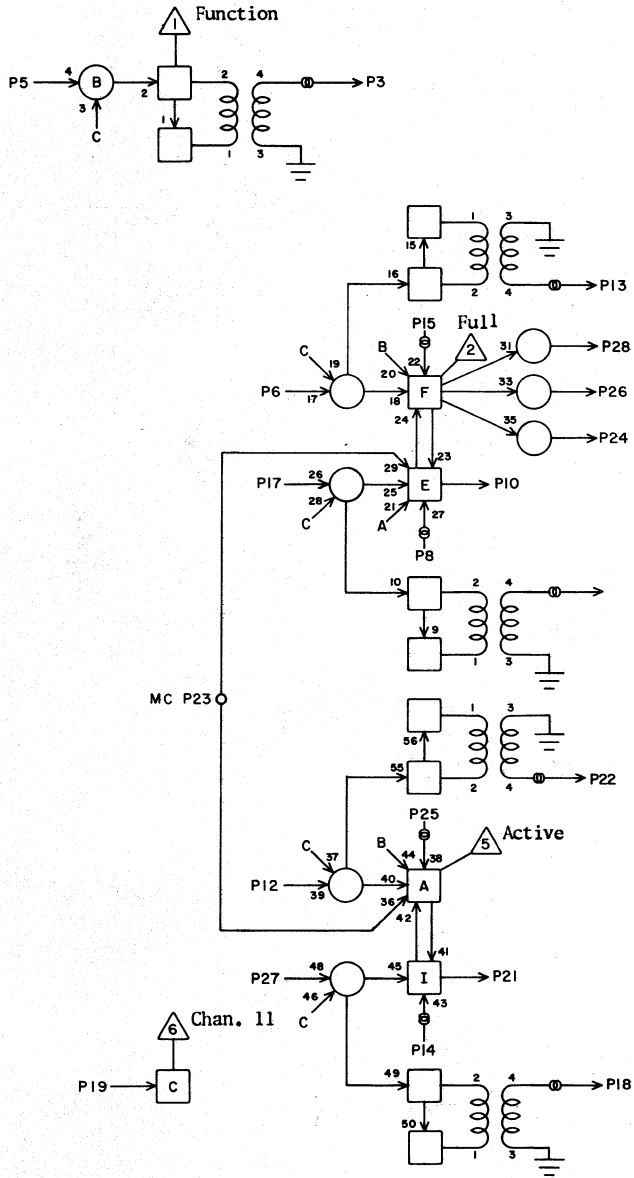 1 Function
P5 4 B 2 2 4 P3
3 1
C 1 3
1 3
15
16 2 4 P13
P15 Full
C B 2 31 P28
19 20 22
P6 17 18 F 33 P26
24 35 P24
23
29
P17 26 25 E P10
28 21 27
C A
P8
10 2 4
9
1 3
MC P23
1 3
56
55 2 4 P22
P25
C B 5 Active
37 44 38
P12 39 40 A
36
42
41
P27 48 45 I P21
46 43
C
6 Chan. 11
P14
P19 C 49 2 4 P18
50
1 3